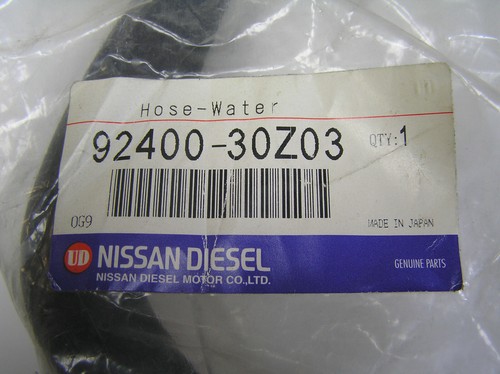 Hose-Water
92400-30Z03 QTY:1
OG9 MADE IN JAPAN
UD NISSAN DIESEL GENUINE PARTS
NISSAN DIESEL MOTOR CO.,LTD.